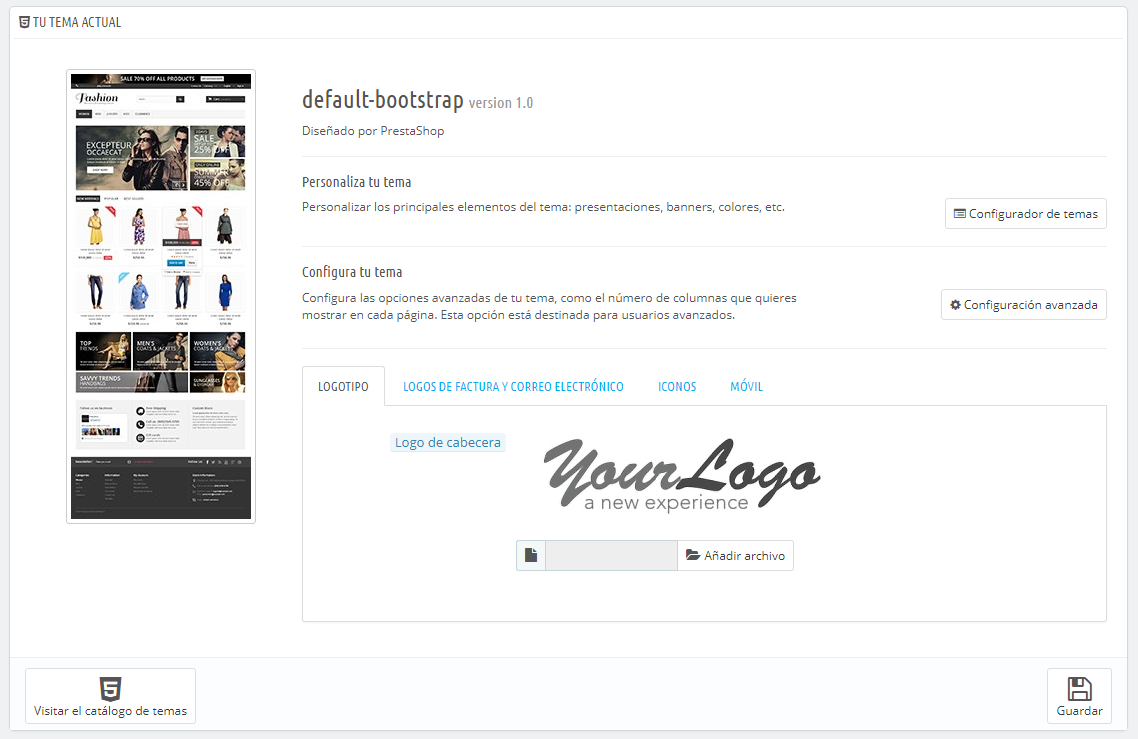 TU TEMA ACTUAL
SALE 70% OFF ALL PRODUCTS
Fashion
EXCEPTEUR
OCCAECAT
SALE
25% OFF
SUMMER
45% OFF
TOP
TRENDS
MEN'S
COATS & JACKETS
WOMEN'S
COATS & JACKETS
SAVVY TRENDS
HANDBAGS
SUNGLASSES
default-bootstrap version 1.0
Diseñado por PrestaShop
Personaliza tu tema
Personalizar los principales elementos del tema: presentaciones, banners, colores, etc.
Configurador de temas
Configura tu tema
Configura las opciones avanzadas de tu tema, como el número de columnas que quieres
mostrar en cada página. Esta opción está destinada para usuarios avanzados.
Configuración avanzada
LOGOTIPO LOGOS DE FACTURA Y CORREO ELECTRÓNICO ICONOS MÓVIL
Logo de cabecera
YourLogo
a new experience
Añadir archivo
Visitar el catálogo de temas
Guardar